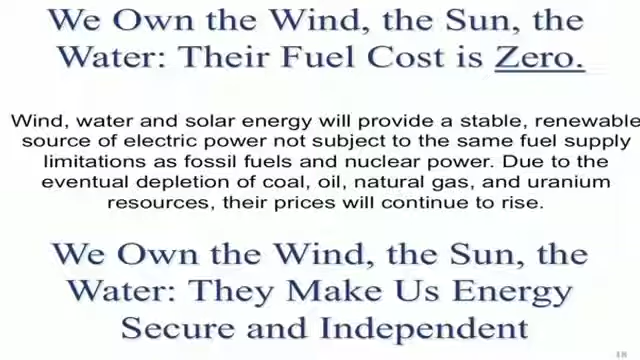 We Own the Wind, the Sun, the
Water: Their Fuel Cost is Zero.
Wind, water and solar energy will provide a stable, renewable
source of electric power not subject to the same fuel supply
limitations as fossil fuels and nuclear power. Due to the
eventual depletion of coal, oil, natural gas, and uranium
resources, their prices will continue to rise.
We Own the Wind, the Sun, the
Water: They Make Us Energy
Secure and Independent